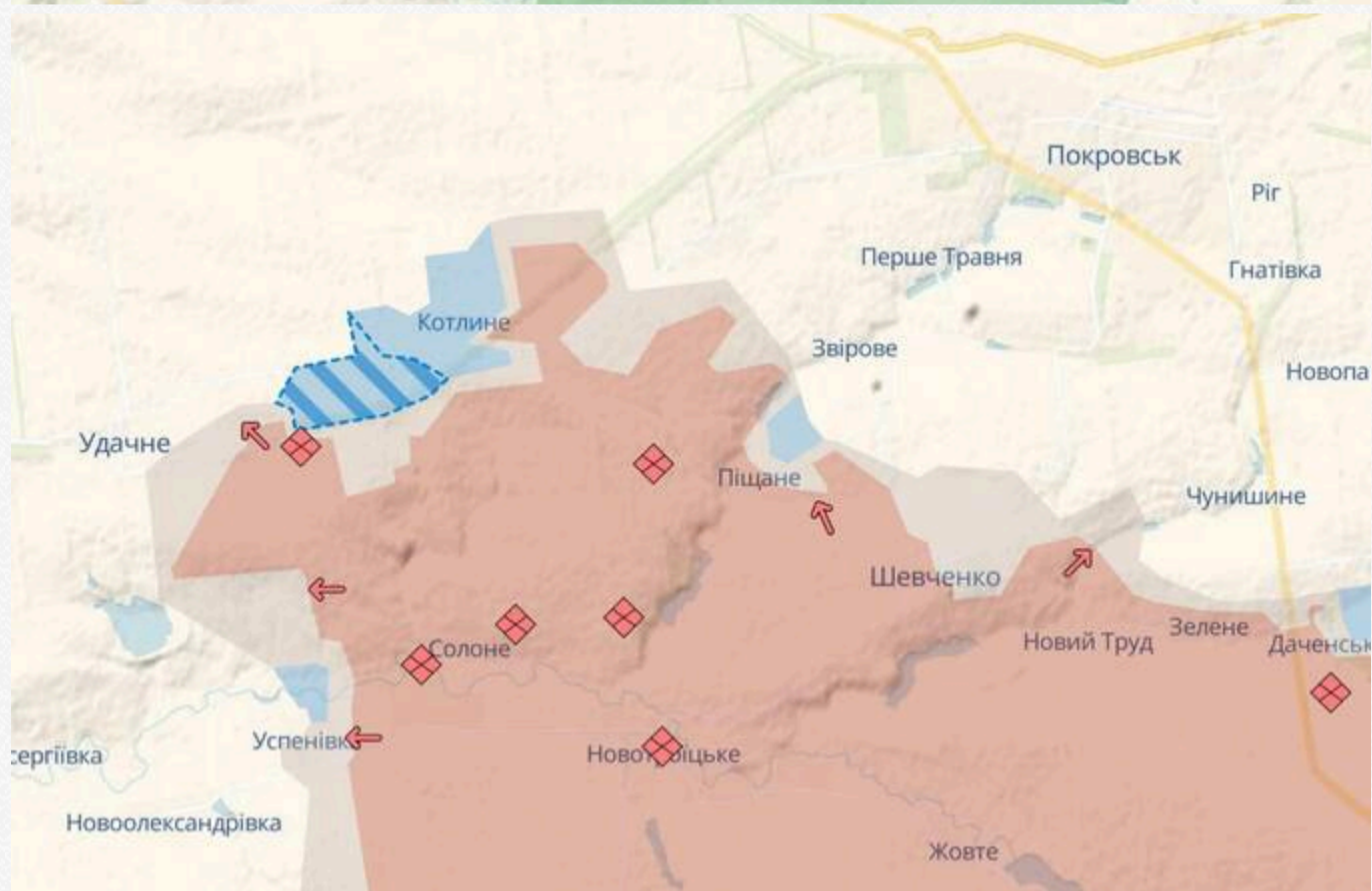 Покровськ
Ріг
Перше Травня
Гнатівка
Котлине
Звірове
Новопа
Удачне
Піщане
Чунишине
Шевченко
Зелене
Новий Труд
Даченськ
Солоне
Успенівк
сергіївка
Новоолександрівка
Жовте